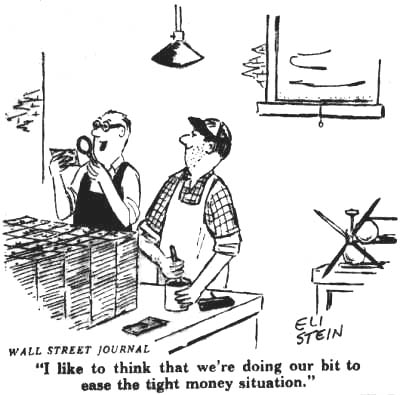 ELI
STEIN
WALL STREET JOURNAL
"I like to think that we're doing our bit to
ease the tight money situation."